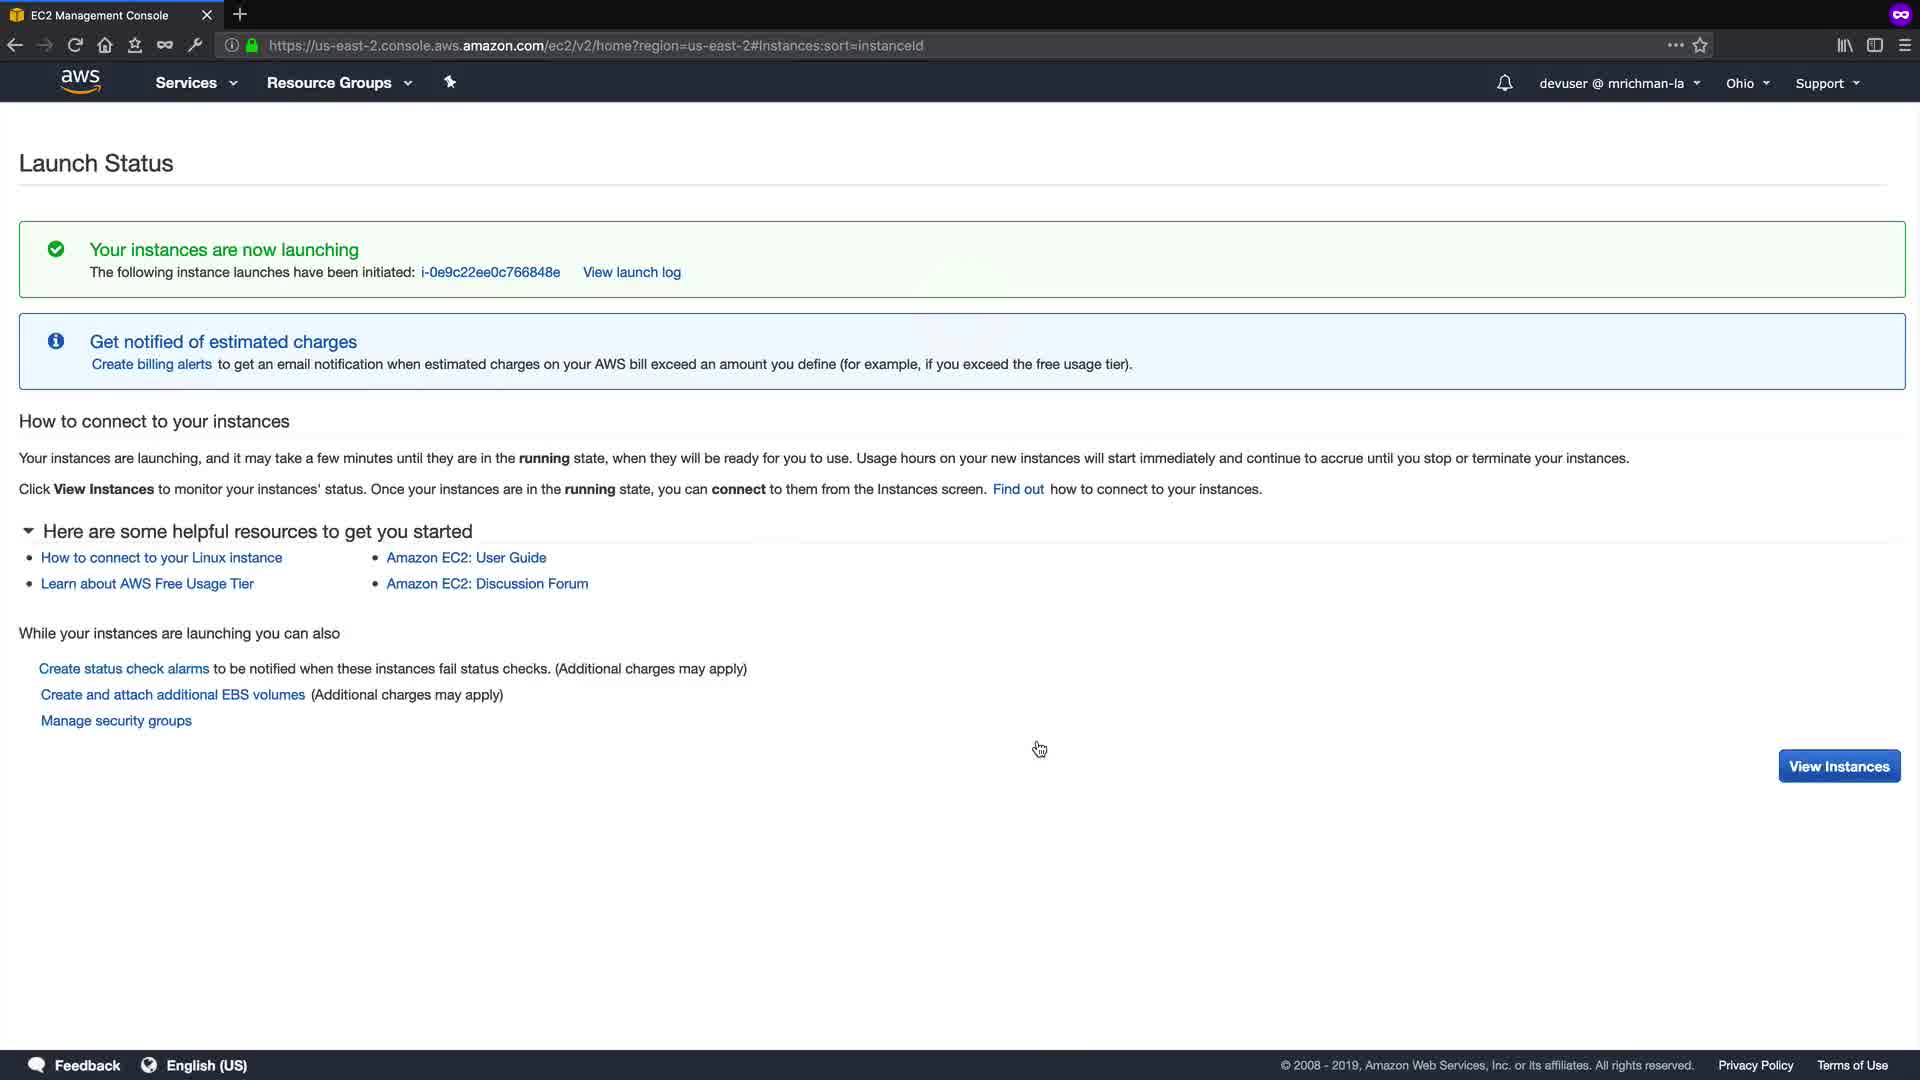 EC2 Management Console
https://us-east-2.console.aws.amazon.com/ec2/v2/home?region=us-east-2#Instances:sort=instanceId
aws Services Resource Groups devuser @ mrichman-la Ohio Support
Launch Status
Your instances are now launching
The following instance launches have been initiated: i-0e9c22ee0c766848e View launch log
Get notified of estimated charges
Create billing alerts to get an email notification when estimated charges on your AWS bill exceed an amount you define (for example, if you exceed the free usage tier).
How to connect to your instances
Your instances are launching, and it may take a few minutes until they are in the running state, when they will be ready for you to use. Usage hours on your new instances will start immediately and continue to accrue until you stop or terminate your instances.
Click View Instances to monitor your instances' status. Once your instances are in the running state, you can connect to them from the Instances screen. Find out how to connect to your instances.
Here are some helpful resources to get you started
• How to connect to your Linux instance • Amazon EC2: User Guide
• Learn about AWS Free Usage Tier • Amazon EC2: Discussion Forum
While your instances are launching you can also
Create status check alarms to be notified when these instances fail status checks. (Additional charges may apply)
Create and attach additional EBS volumes (Additional charges may apply)
Manage security groups
View Instances
Feedback English (US) © 2008 - 2019, Amazon Web Services, Inc. or its affiliates. All rights reserved. Privacy Policy Terms of Use